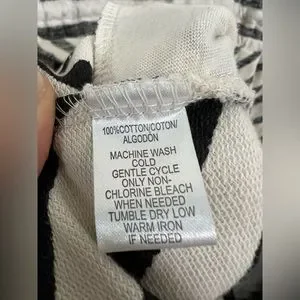 100%COTTON/COTON/
ALGODÓN
MACHINE WASH
COLD
GENTLE CYCLE
ONLY NON-
CHLORINE BLEACH
WHEN NEEDED
TUMBLE DRY LOW
WARM IRON
IF NEEDED